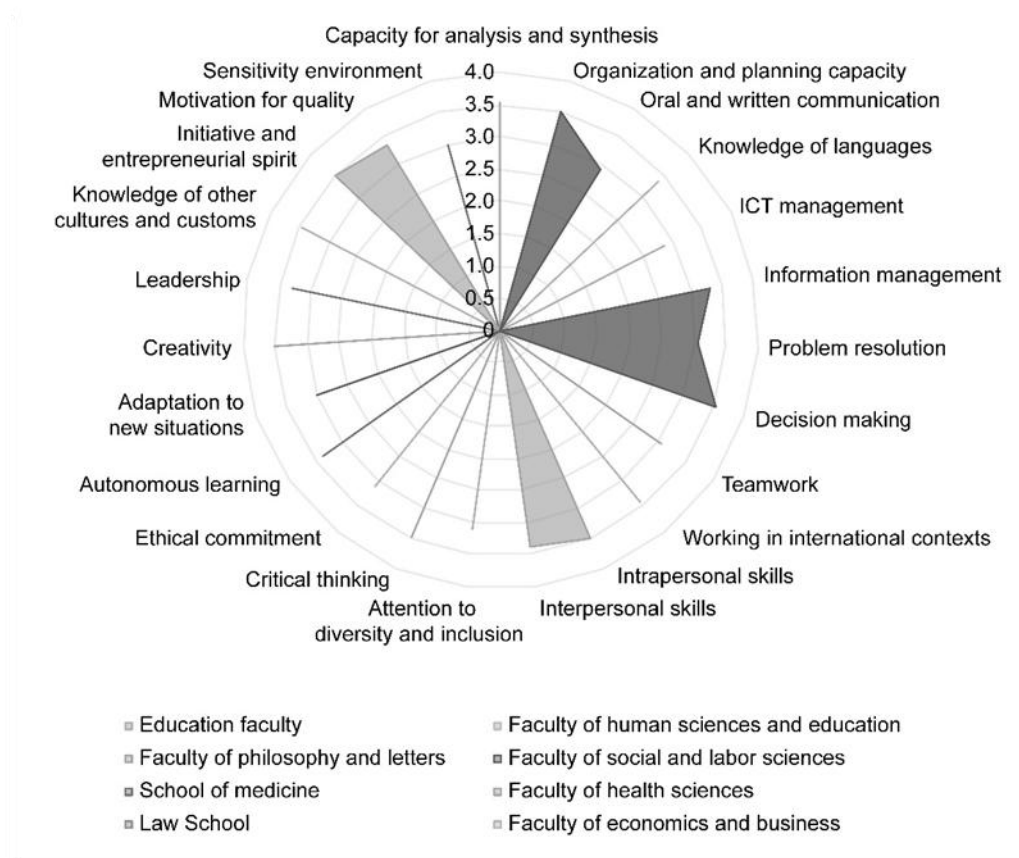 Capacity for analysis and synthesis
Sensitivity environment
4.0
Organization and planning capacity
Motivation for quality
3.5
Oral and written communication
Initiative and
entrepreneurial spirit
3.0
Knowledge of languages
2.5
Knowledge of other
cultures and customs
2.0
ICT management
1.5
Leadership
1.0
Information management
0.5
0
Creativity
Problem resolution
Adaptation to
new situations
Decision making
Autonomous learning
Teamwork
Ethical commitment
Working in international contexts
Critical thinking
Intrapersonal skills
Attention to
diversity and inclusion
Interpersonal skills
Education faculty
Faculty of human sciences and education
Faculty of philosophy and letters
Faculty of social and labor sciences
School of medicine
Faculty of health sciences
Law School
Faculty of economics and business